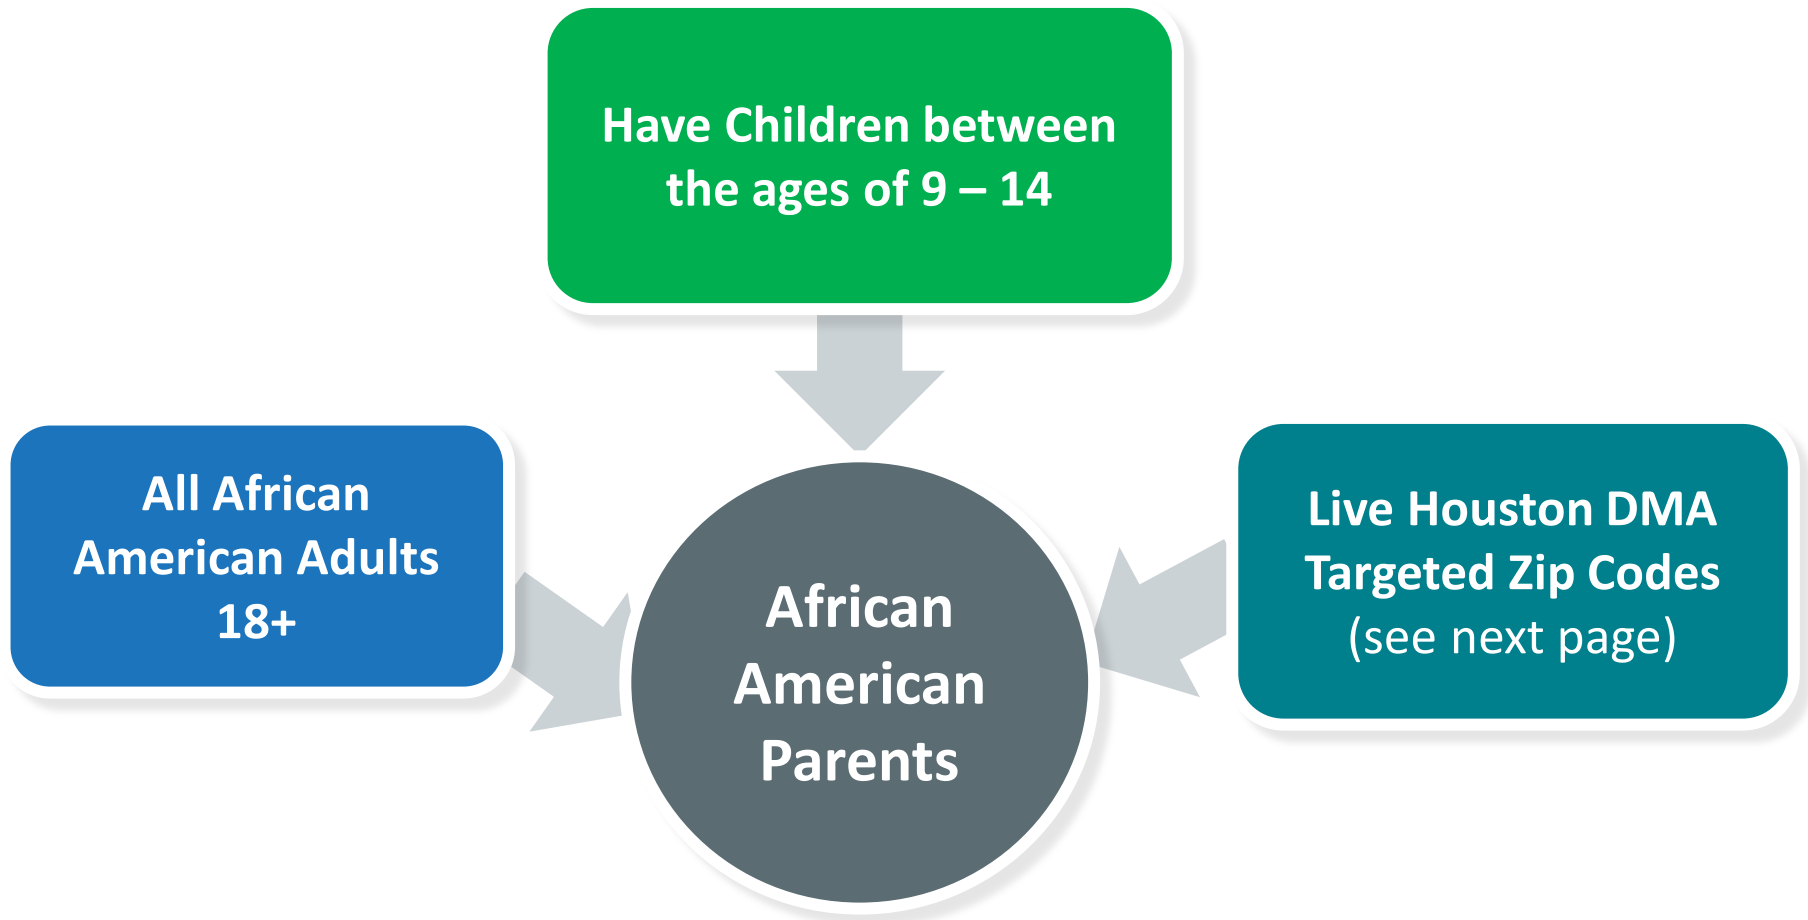 Have Children between
the ages of 9 – 14
All African
American Adults
18+
African
American
Parents
Live Houston DMA
Targeted Zip Codes
(see next page)